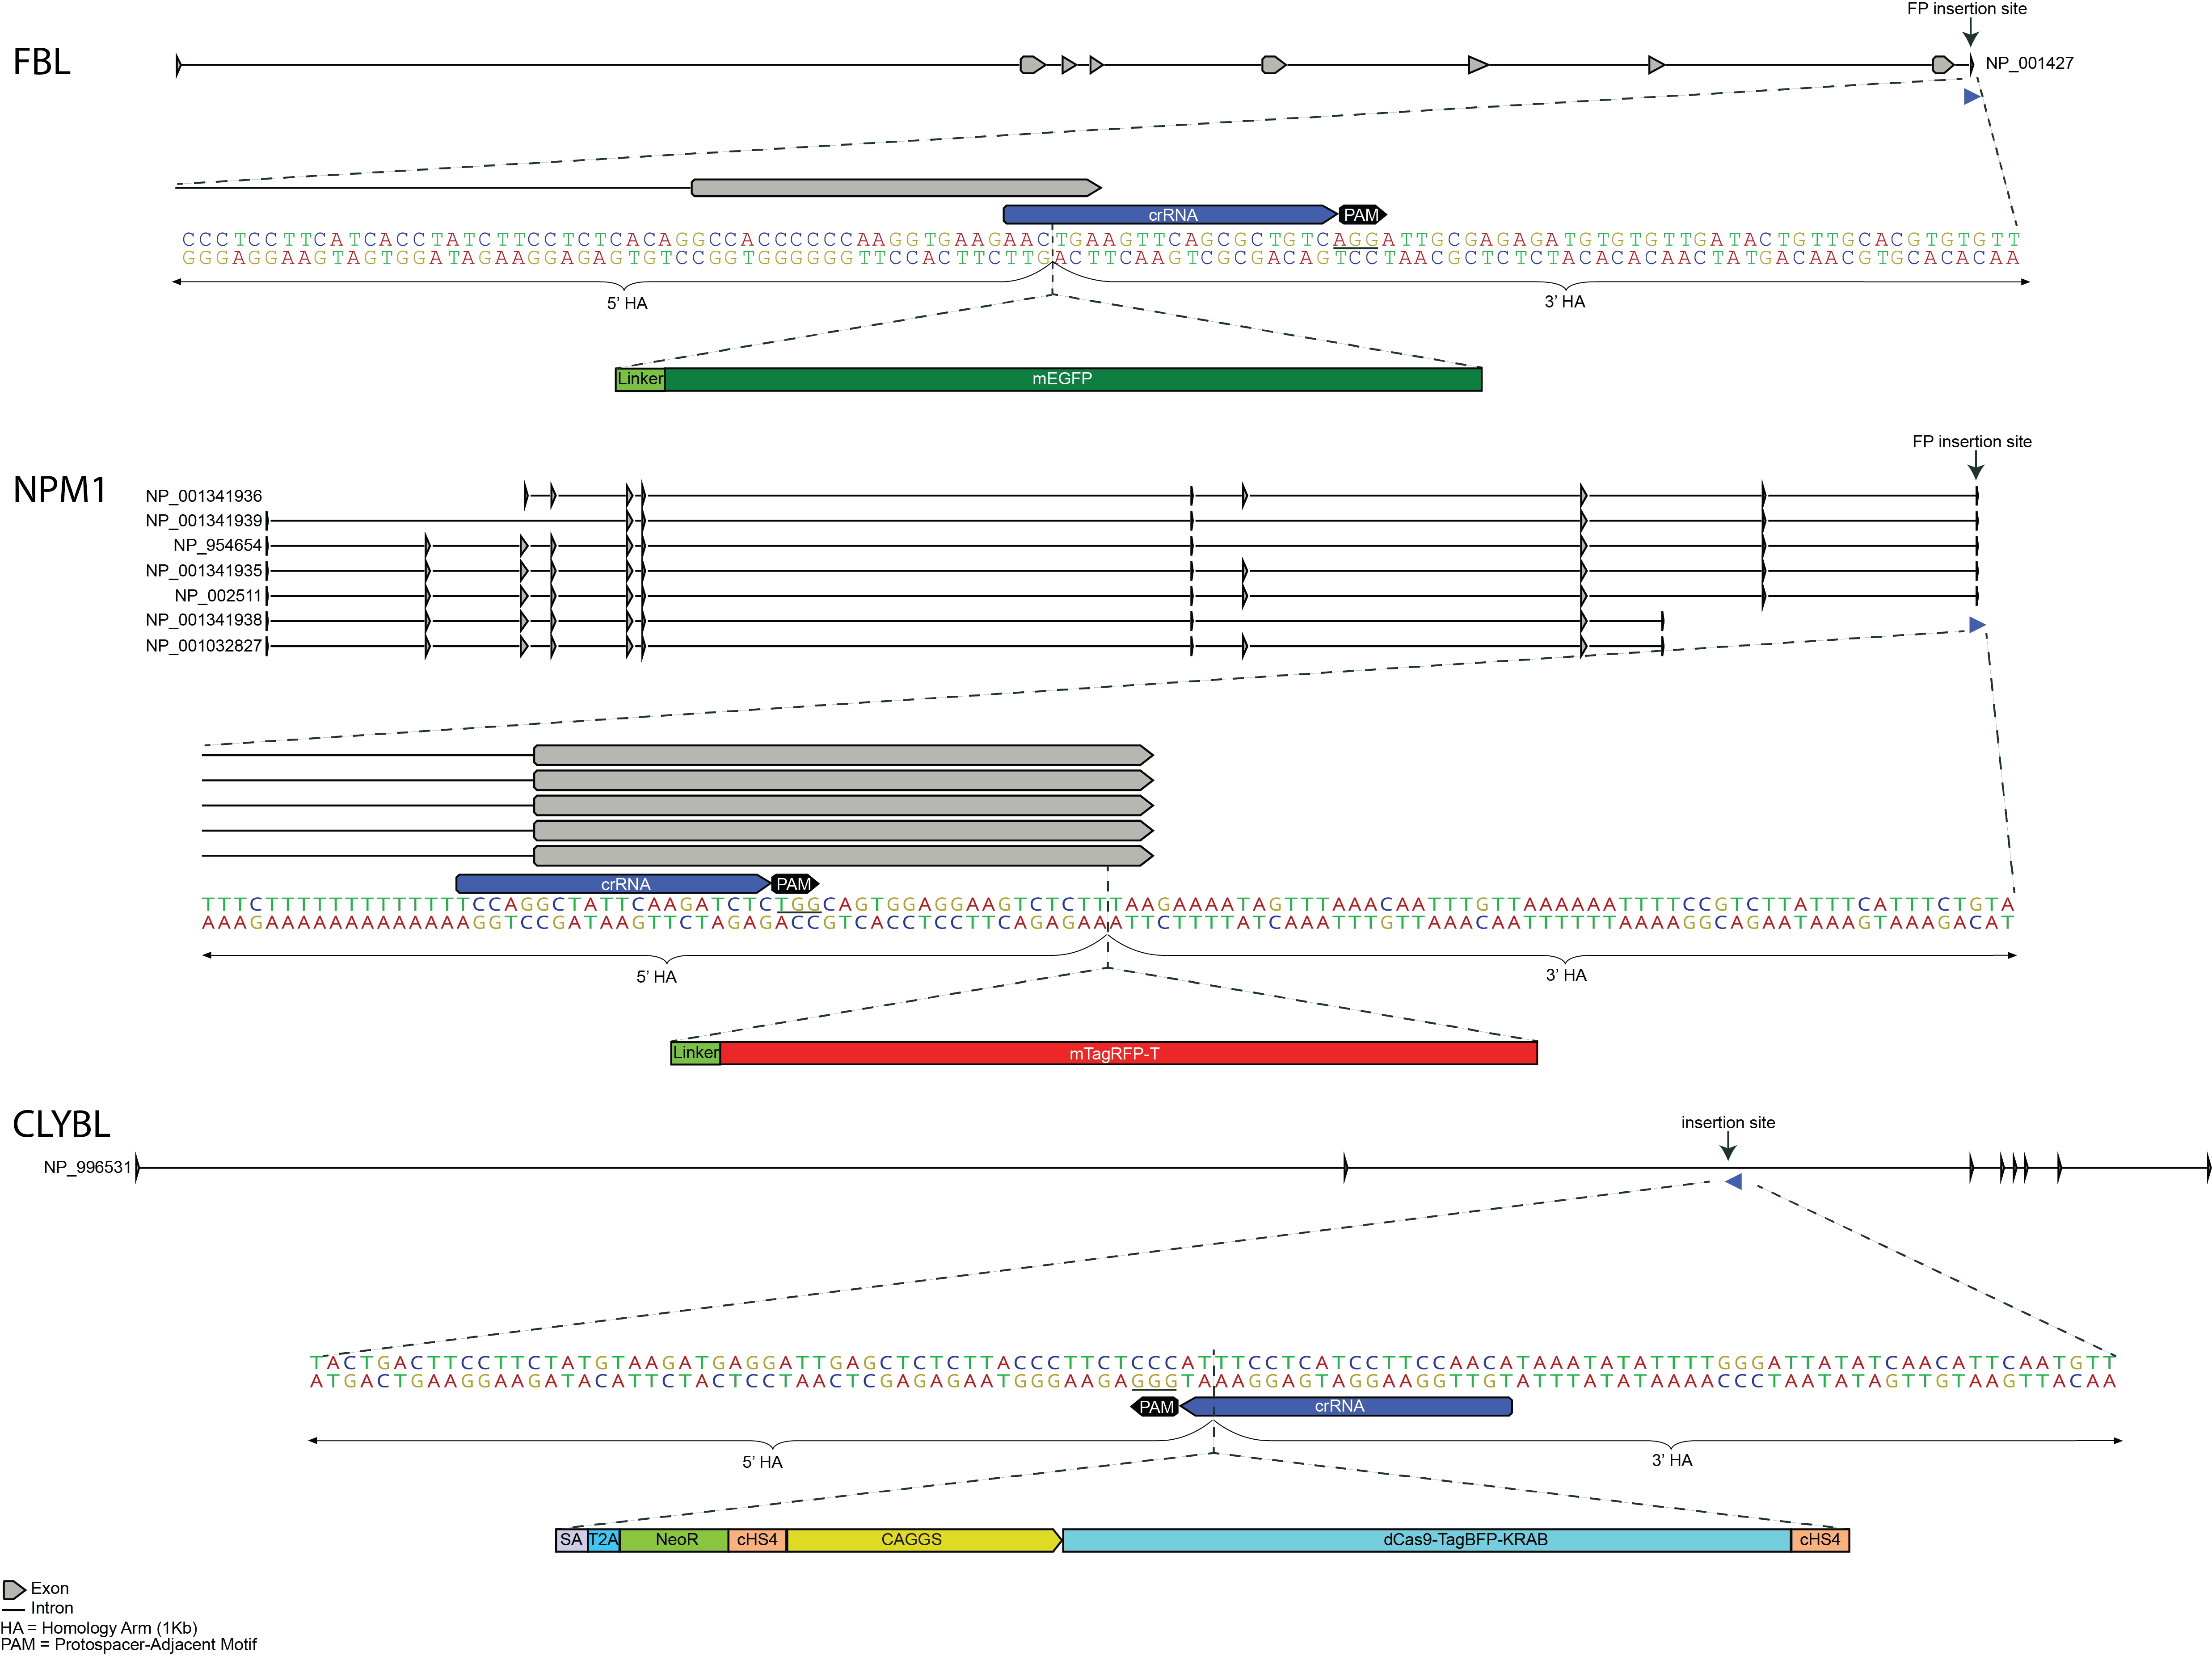 FP insertion site
FBL
NP_001427
crRNA PAM
CCCTCCTTCATCACCTATCTTCCTCTCACAGGCCACCCCCCCAAGGTGAAGAACTGAAGTTCAGCGCTGTCAGGATTGCGAGAGATGTGTGTTGATACTGTTGCACGTGTGTT
GGGAGGAAGTAGTGGATAGAAGGAGAGTGTCCGGTGGGGGGGTTCCACTTCTTGACTTCAAGTCGCGACAGTCCTAACGCTCTCTACACACAACTATGACAACGTGCACACAA
5’ HA 3’ HA
Linker mEGFP
FP insertion site
NPM1
NP_001341936
NP_001341939
NP_954654
NP_001341935
NP_002511
NP_001341938
NP_001032827
crRNA PAM
TTTCTTTTTTTTTTTTTCCAGGCTATTCAAGATCTCTGGCAGTGGAGGAAGTCTCTTTAAGAAAATAGTTTAAACAATTTGTTAAAAAATTTTCCGTCTTATTTCATTTCTGTA
AAAGAAAAAAAAAAAAAGGTCCGATAAGTTCTAGAGACCGTCACCTCCTTCAGAGAAATTCTTTTATCAAATTTGTTAAACAATTTTTTAAAAGGCAGAATAAAGTAAAGACAT
5’ HA 3’ HA
Linker mTagRFP-T
CLYBL
insertion site
NP_996531
TACTGACTTCCTTCTATGTAAGATGAGGATTGAGCTCTCTTACCCTTCTCCCATTTCCTCATCCTTCCAACATAAATATATTTTGGGATTATATCAACATTCAATGTT
ATGACTGAAGGAAGATACATTCTACTCCTAACTCGAGAGAATGGGAAGAGGGTAAAGGAGTAGGAAGGTTGTATTTATATAAAACCCTAATATAGTTGTAAGTTACAA
PAM crRNA
5’ HA 3’ HA
SA T2A NeoR cHS4 CAGGS dCas9-TagBFP-KRAB cHS4
Exon
Intron
HA = Homology Arm (1Kb)
PAM = Protospacer-Adjacent Motif